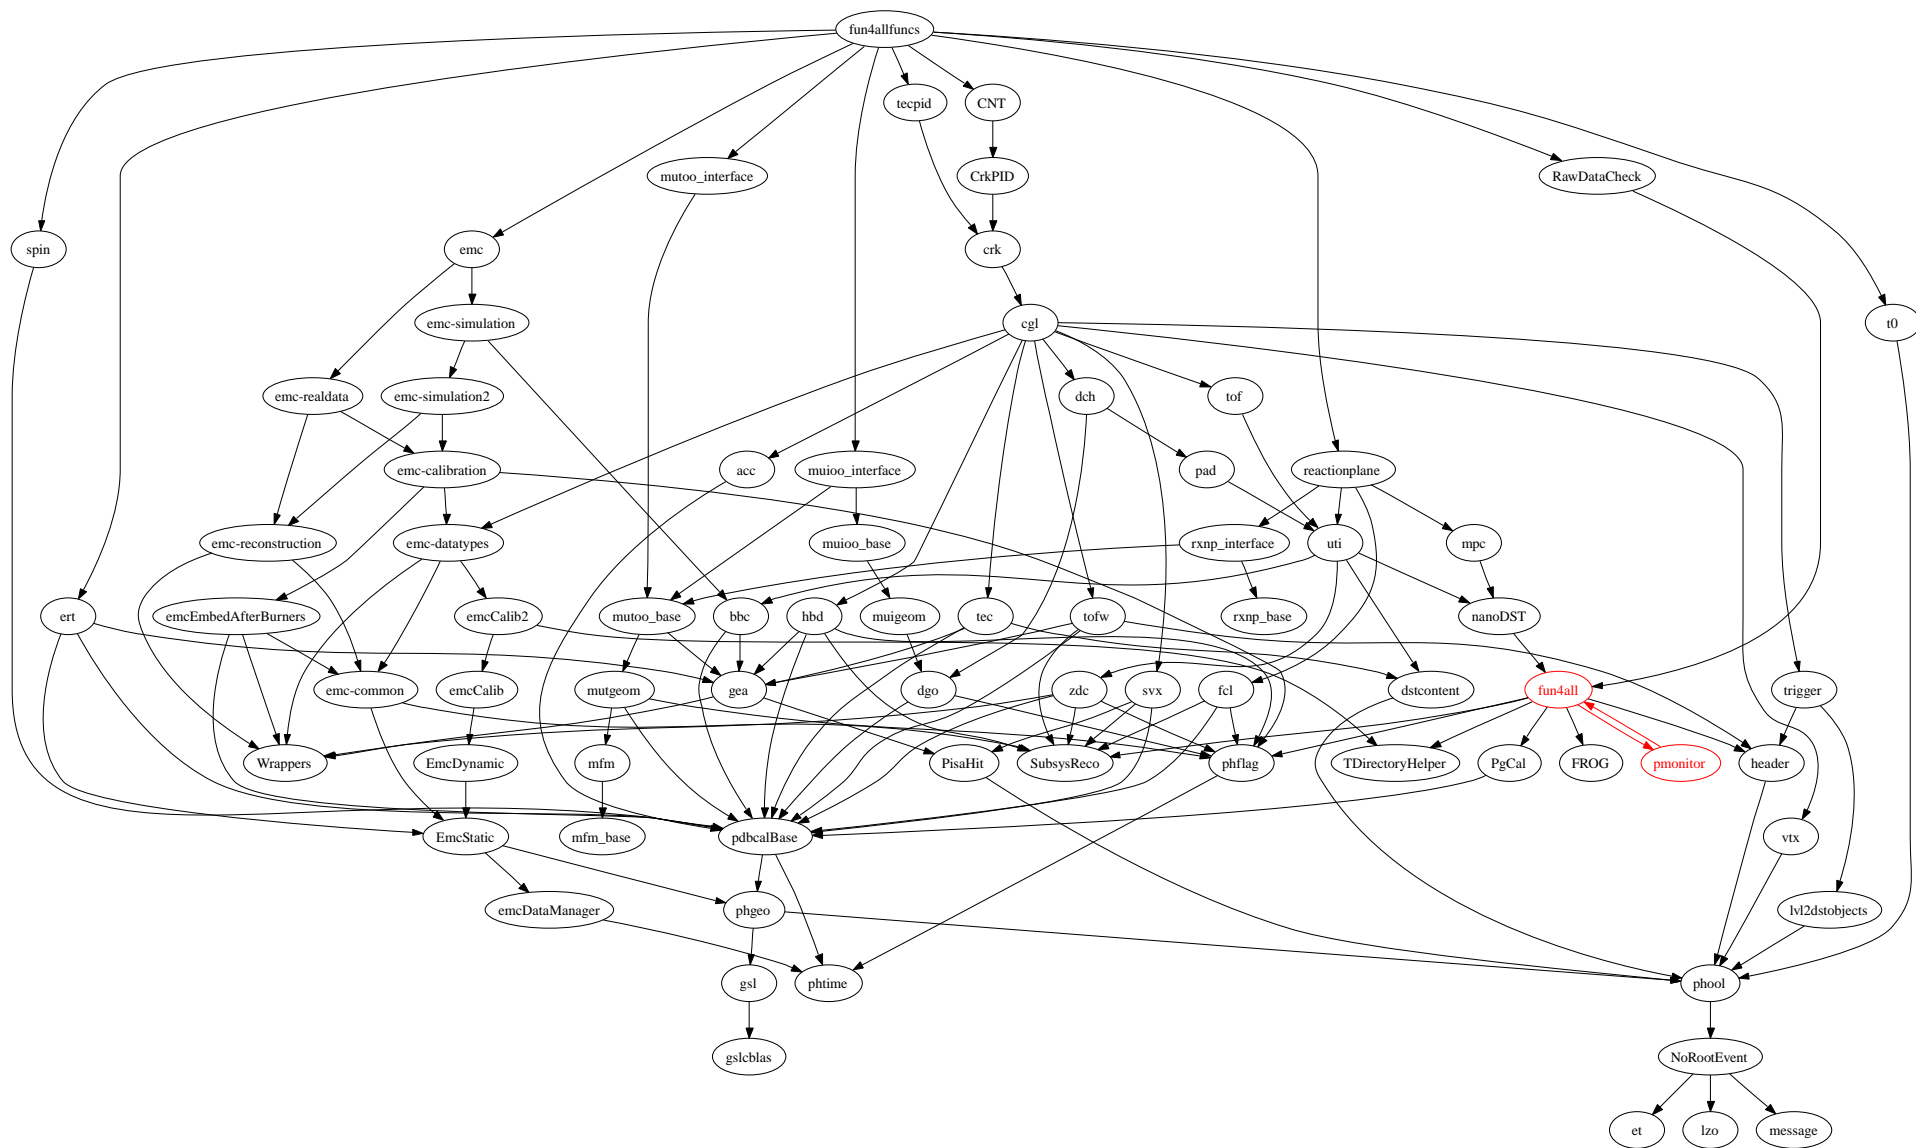 fun4allfuncs
tecpid
CNT
mutoo_interface
CrkPID
RawDataCheck
spin
emc
crk
emc-simulation
cgl
t0
emc-realdata
emc-simulation2
dch
tof
emc-calibration
acc
muioo_interface
pad
reactionplane
emc-reconstruction
emc-datatypes
muioo_base
rxnp_interface
uti
mpc
ert
emcEmbedAfterBurners
emcCalib2
mutoo_base
bbc
hbd
muigeom
tec
tofw
rxnp_base
nanoDST
emc-common
emcCalib
mutgeom
gea
dgo
zdc
svx
fcl
dstcontent
fun4all
trigger
Wrappers
EmcDynamic
mfm
PisaHit
SubsysReco
phflag
TDirectoryHelper
PgCal
FROG
pmonitor
header
EmcStatic
mfm_base
pdbcalBase
vtx
emcDataManager
phgeo
lvl2dstobjects
gsl
phtime
phool
gslcblas
NoRootEvent
et
lzo
message